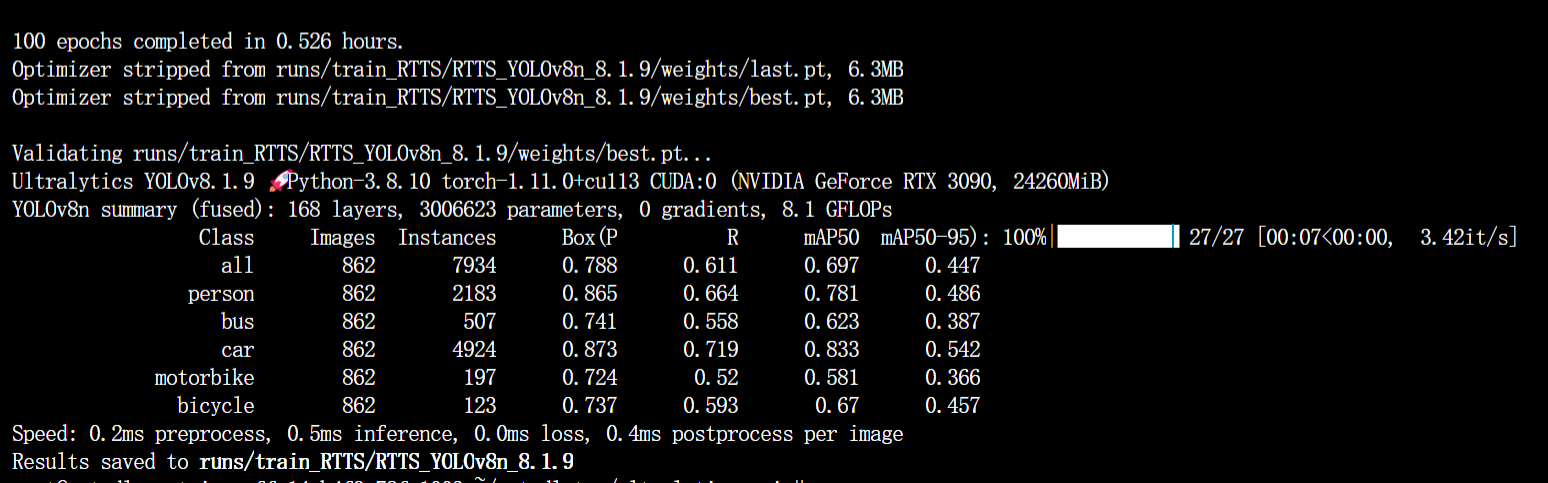 100 epochs completed in 0.526 hours.
Optimizer stripped from runs/train_RTTS/RTTS_YOLOv8n_8.1.9/weights/last.pt, 6.3MB
Optimizer stripped from runs/train_RTTS/RTTS_YOLOv8n_8.1.9/weights/best.pt, 6.3MB
Validating runs/train_RTTS/RTTS_YOLOv8n_8.1.9/weights/best.pt...
Ultralytics YOLOv8.1.9 🚀 Python-3.8.10 torch-1.11.0+cu113 CUDA:0 (NVIDIA GeForce RTX 3090, 24260MiB)
YOLOv8n summary (fused): 168 layers, 3006623 parameters, 0 gradients, 8.1 GFLOPs
Class Images Instances Box(P R mAP50 mAP50-95): 100% 27/27 [00:07<00:00, 3.42it/s]
all 862 7934 0.788 0.611 0.697 0.447
person 862 2183 0.865 0.664 0.781 0.486
bus 862 507 0.741 0.558 0.623 0.387
car 862 4924 0.873 0.719 0.833 0.542
motorbike 862 197 0.724 0.52 0.581 0.366
bicycle 862 123 0.737 0.593 0.67 0.457
Speed: 0.2ms preprocess, 0.5ms inference, 0.0ms loss, 0.4ms postprocess per image
Results saved to runs/train_RTTS/RTTS_YOLOv8n_8.1.9